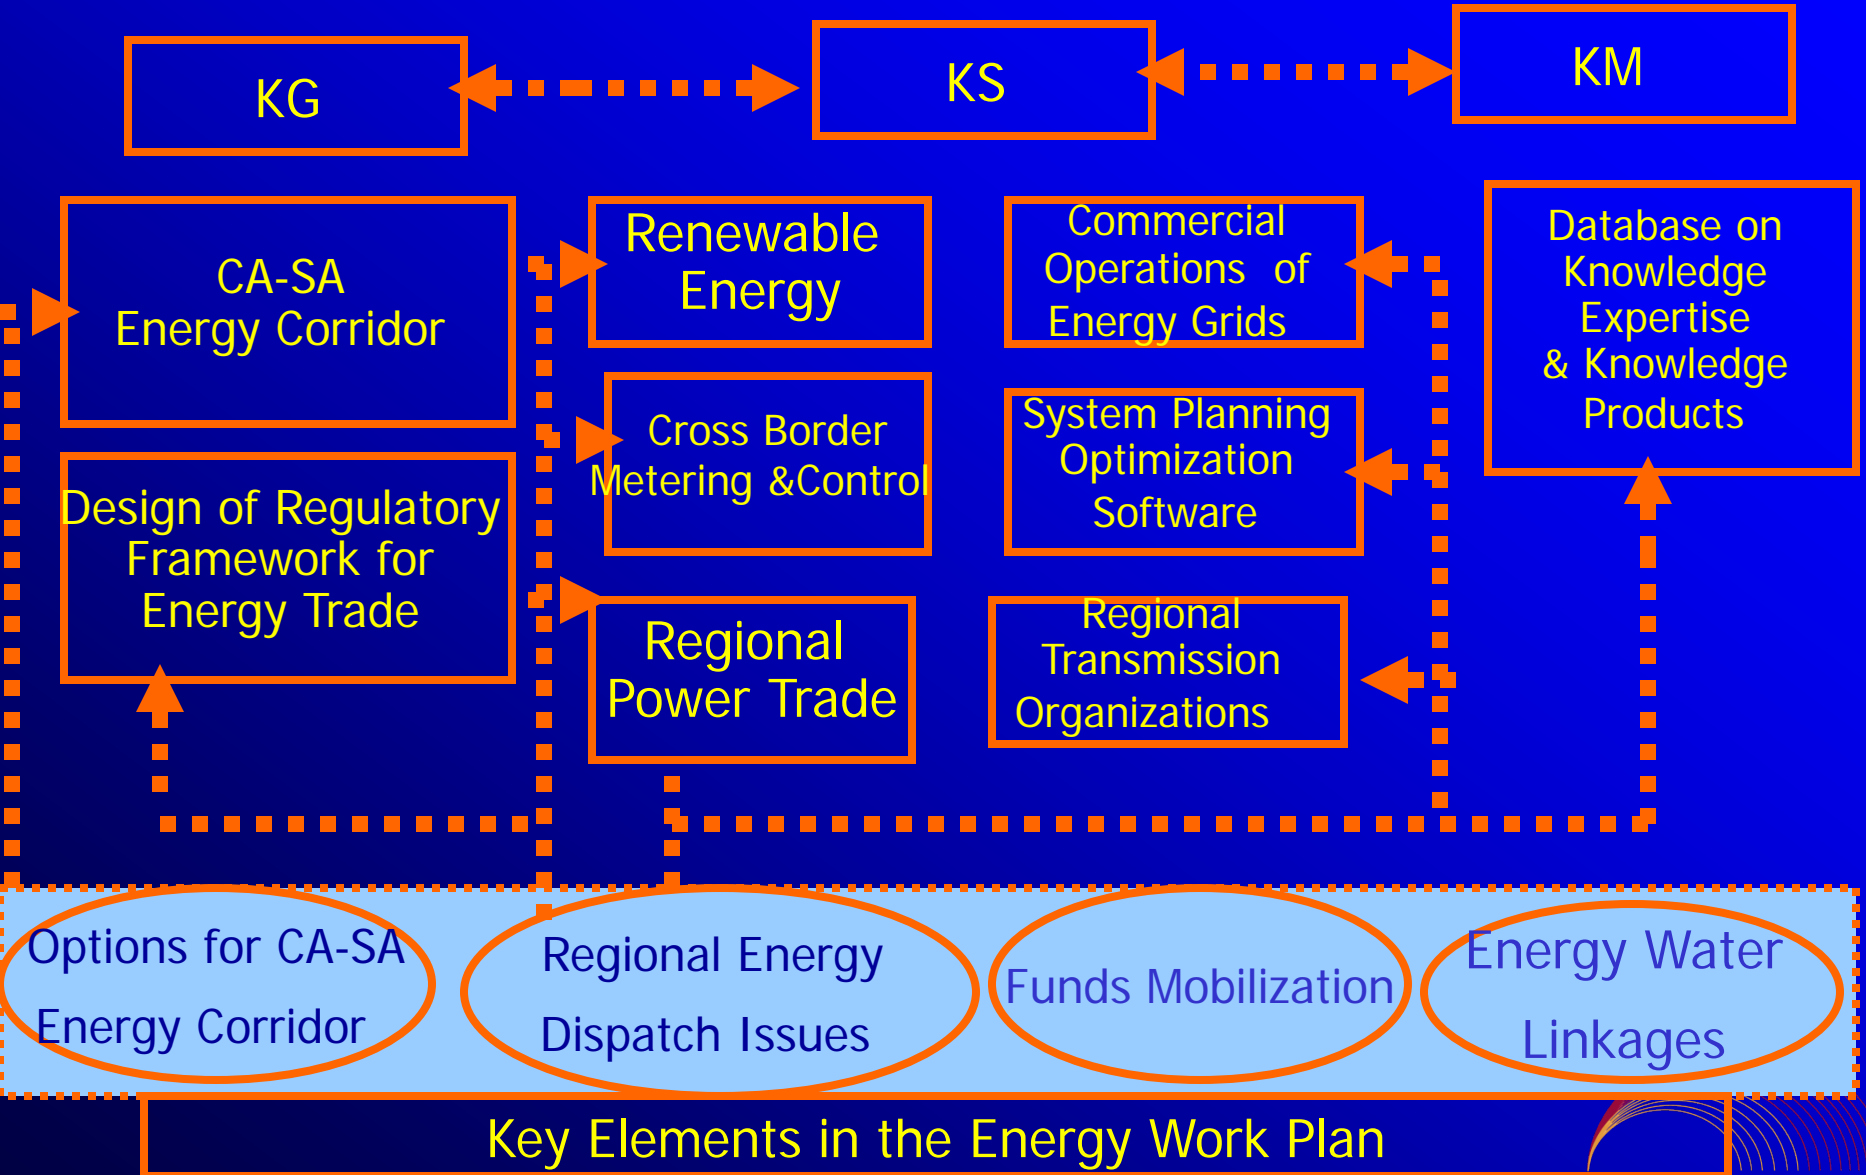 KG
KS
KM
CA-SA
Energy Corridor
Design of Regulatory
Framework for
Energy Trade
Renewable
Energy
Cross Border
Metering &Control
Regional
Power Trade
Commercial
Operations of
Energy Grids
System Planning
Optimization
Software
Regional
Transmission
Organizations
Database on
Knowledge
Expertise
& Knowledge
Products
Options for CA-SA
Energy Corridor
Regional Energy
Dispatch Issues
Funds Mobilization
Energy Water
Linkages
Key Elements in the Energy Work Plan